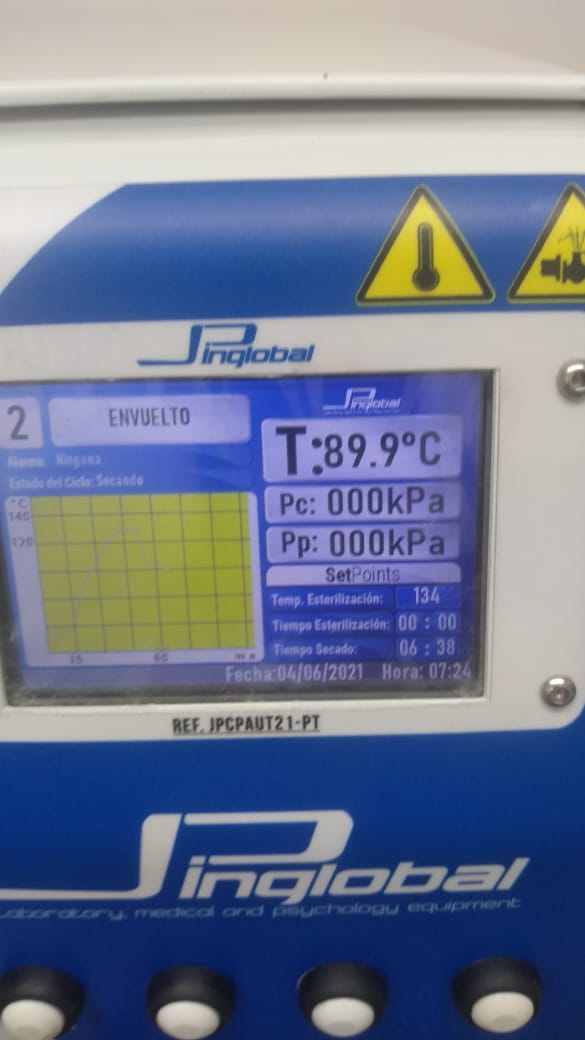 JPinglobal
JPinglobal
2
ENVUELTO
T:89.9°C
Alarma: Ninguna
Estado del Ciclo: Secando
Pc: 000kPa
Pp: 000kPa
°C
140
120
15
60
SetPoints
Temp. Esterilización: 134
Tiempo Esterilización: 00 : 00
Tiempo Secado: 06 : 38
Fecha:04/06/2021 Hora: 07:24
REF. JPCPAUT21-PT
JPinglobal
Laboratory, medical and psychology equipment